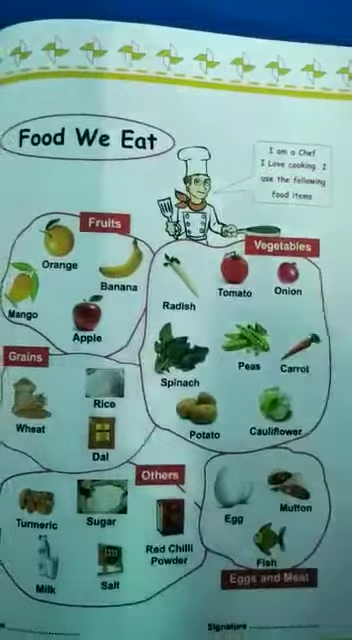 Food We Eat
I am a Chef
I Love cooking. I
use the following
food items
Fruits
Orange
Banana
Mango
Apple
Vegetables
Radish
Tomato
Onion
Spinach
Peas
Carrot
Potato
Cauliflower
Grains
Rice
Wheat
Dal
Others
Turmeric
Sugar
Red Chilli
Powder
Milk
Salt
Egg
Mutton
Fish
Eggs and Meat
Signature